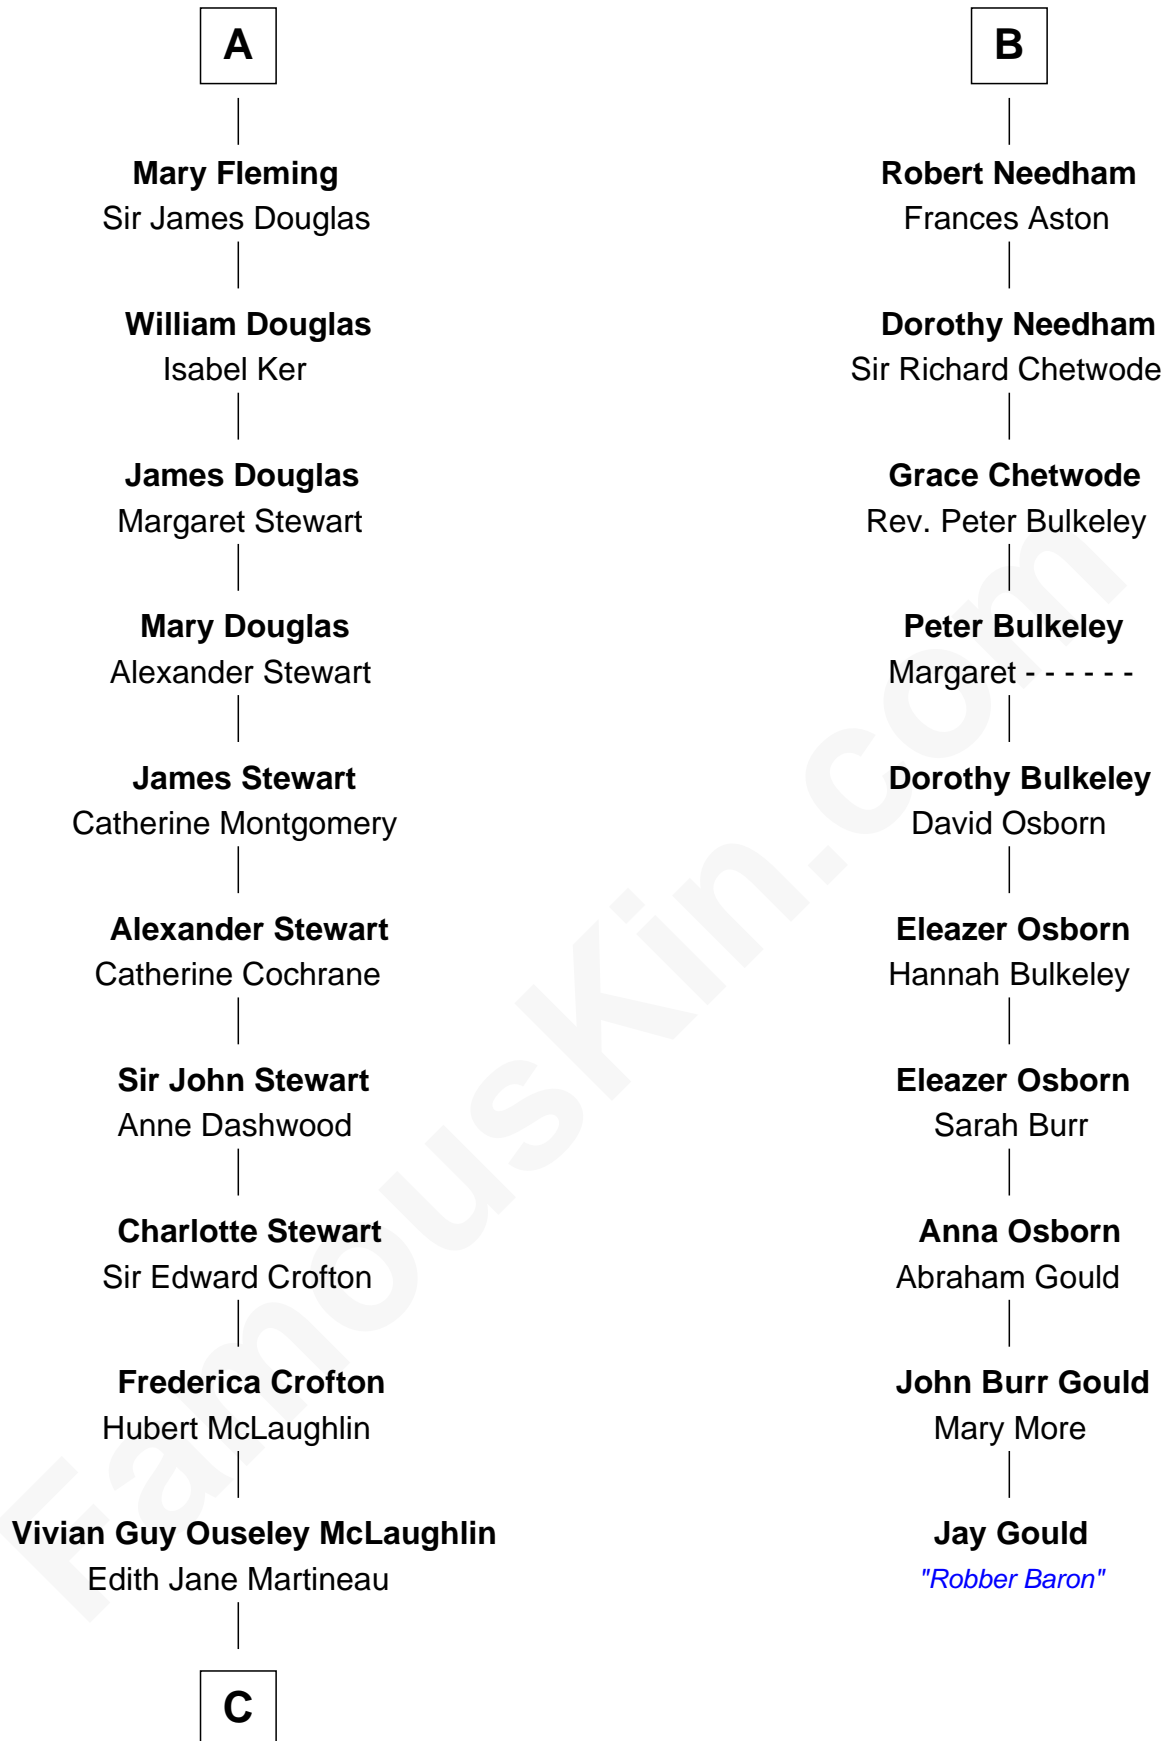 A
Mary Fleming
Sir James Douglas
William Douglas
Isabel Ker
James Douglas
Margaret Stewart
Mary Douglas
Alexander Stewart
James Stewart
Catherine Montgomery
Alexander Stewart
Catherine Cochrane
Sir John Stewart
Anne Dashwood
Charlotte Stewart
Sir Edward Crofton
Frederica Crofton
Hubert McLaughlin
Vivian Guy Ouseley McLaughlin
Edith Jane Martineau
C
B
Robert Needham
Frances Aston
Dorothy Needham
Sir Richard Chetwode
Grace Chetwode
Rev. Peter Bulkeley
Peter Bulkeley
Margaret - - - - - -
Dorothy Bulkeley
David Osborn
Eleazer Osborn
Hannah Bulkeley
Eleazer Osborn
Sarah Burr
Anna Osborn
Abraham Gould
John Burr Gould
Mary More
Jay Gould
"Robber Baron"
FamousKin.com